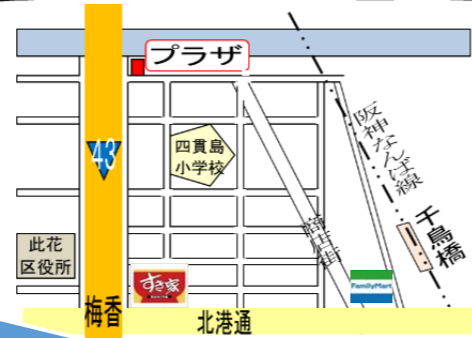 プラザ
43
四貫島
小学校
阪神なんば線
千鳥橋
商店街
此花
区役所
すき家
FamilyMart
梅香
北港通